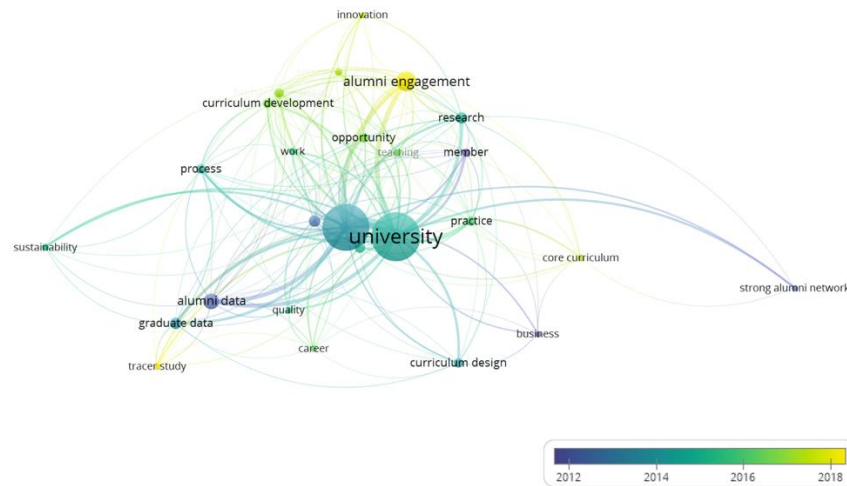 innovation
alumni engagement
curriculum development
research
opportunity
work
teaching
member
process
practice
university
sustainability
core curriculum
strong alumni network
alumni data
quality
graduate data
business
career
curriculum design
tracer study
2012 2014 2016 2018